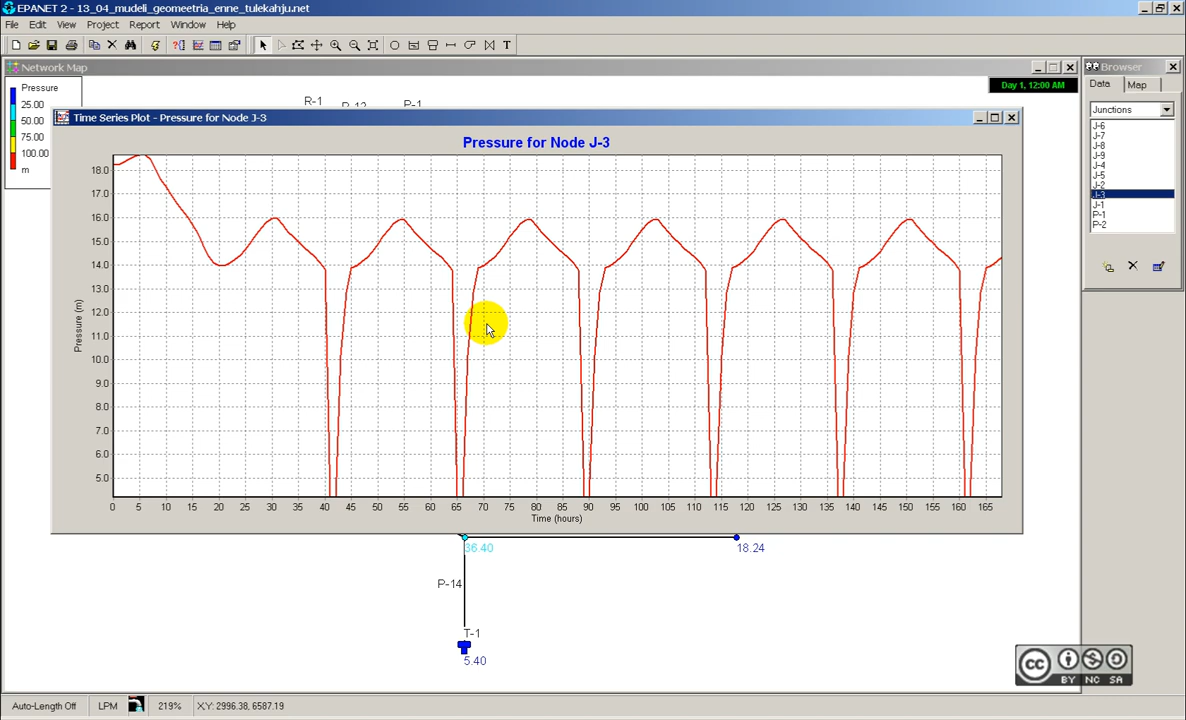 EPANET 2 - 13_04_mudeli_geomeetria_enne_tulekahju.net
File Edit View Project Report Window Help
Network Map
Browser
Day 1, 12:00 AM
Data Map
Pressure
25.00
50.00
75.00
100.00
m
R-1 P-12 P-1
Junctions
J-6
J-7
J-8
J-9
J-4
J-5
J-2
J-3
J-1
P-1
P-2
Time Series Plot - Pressure for Node J-3
Pressure for Node J-3
18.0
17.0
16.0
15.0
14.0
13.0
12.0
11.0
10.0
9.0
8.0
7.0
6.0
5.0
Pressure (m)
0 5 10 15 20 25 30 35 40 45 50 55 60 65 70 75 80 85 90 95 100 105 110 115 120 125 130 135 140 145 150 155 160 165
Time (hours)
36.40 18.24
P-14
T-1
5.40
cc BY NC SA
Auto-Length Off LPM 219% X,Y: 2996.38, 6587.19